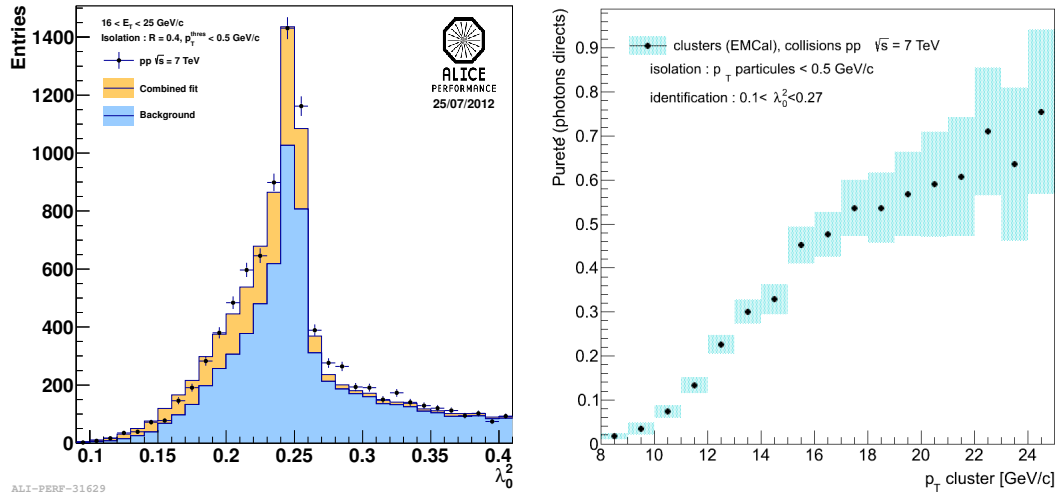 Entries
16 < E_T < 25 GeV/c
Isolation : R = 0.4, p_T^thres < 0.5 GeV/c
pp √s = 7 TeV
Combined fit
Background
ALICE
PERFORMANCE
25/07/2012
1400
1200
1000
800
600
400
200
0
0.1 0.15 0.2 0.25 0.3 0.35 0.4
λ_0^2
ALI-PERF-31629
Pureté (photons directs)
clusters (EMCal), collisions pp √s = 7 TeV
isolation : p_T particules < 0.5 GeV/c
identification : 0.1< λ_0^2<0.27
0.9
0.8
0.7
0.6
0.5
0.4
0.3
0.2
0.1
0
8 10 12 14 16 18 20 22 24
p_T cluster [GeV/c]